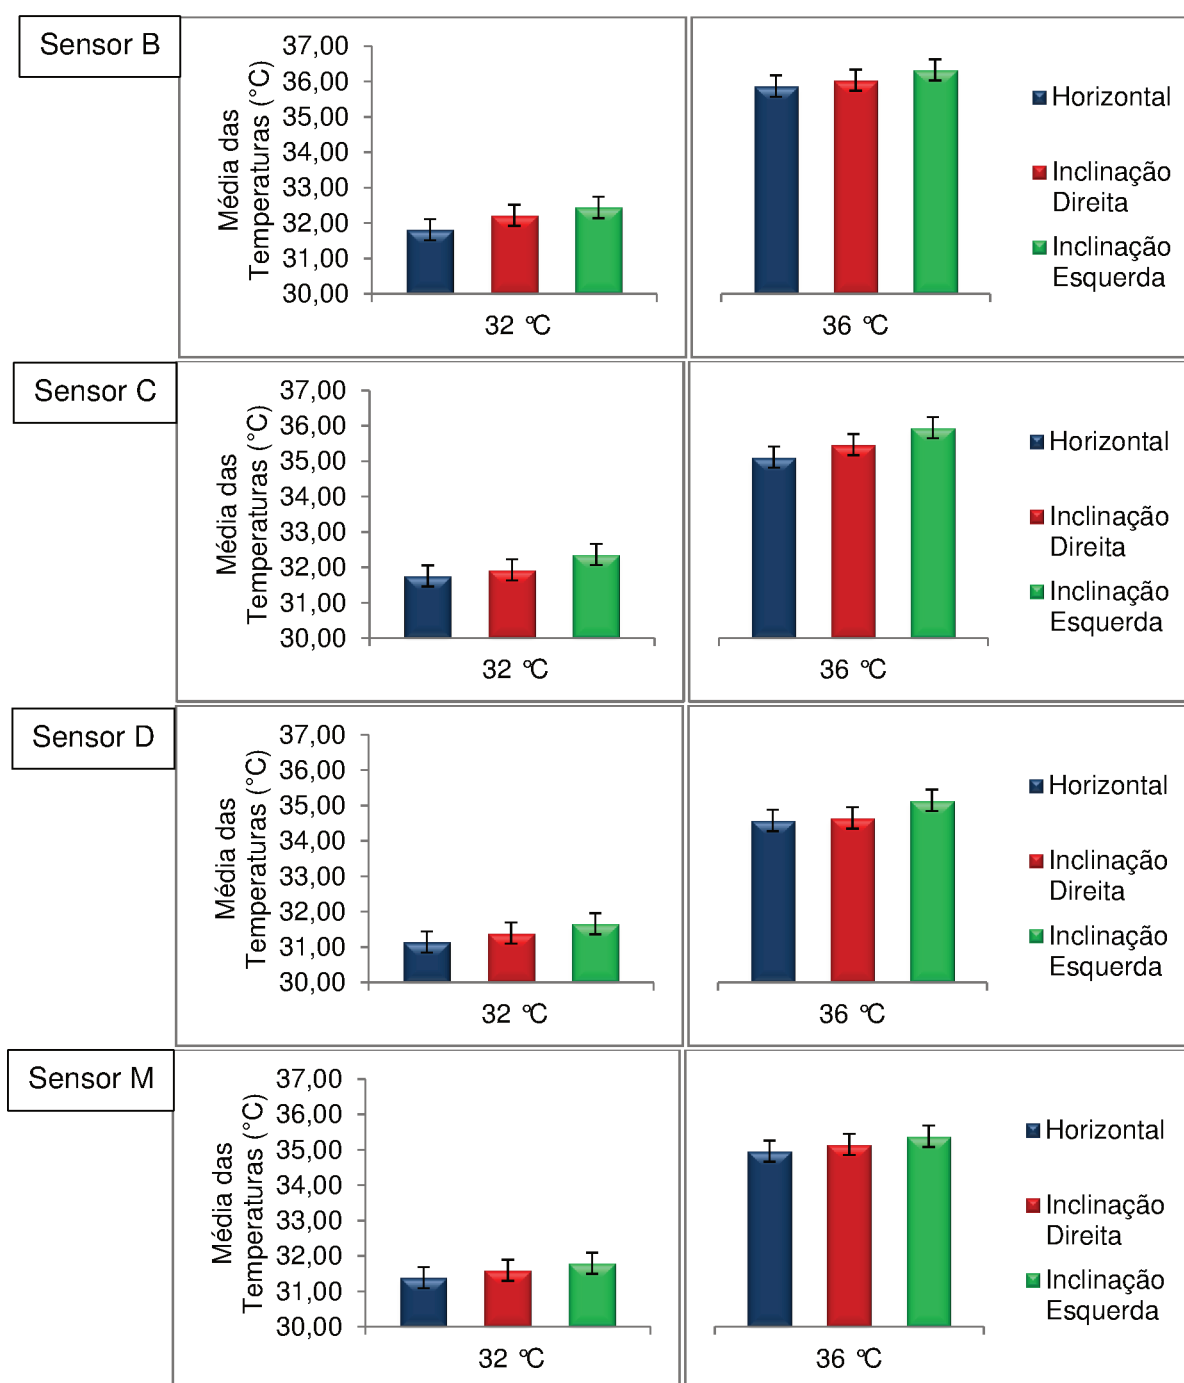 Sensor B
Média das
Temperaturas (°C)
37,00
36,00
35,00
34,00
33,00
32,00
31,00
30,00
32 °C
36 °C
Horizontal
Inclinação
Direita
Inclinação
Esquerda
Sensor C
Média das
Temperaturas (°C)
37,00
36,00
35,00
34,00
33,00
32,00
31,00
30,00
32 °C
36 °C
Horizontal
Inclinação
Direita
Inclinação
Esquerda
Sensor D
Média das
Temperaturas (°C)
37,00
36,00
35,00
34,00
33,00
32,00
31,00
30,00
32 °C
36 °C
Horizontal
Inclinação
Direita
Inclinação
Esquerda
Sensor M
Média das
Temperaturas (°C)
37,00
36,00
35,00
34,00
33,00
32,00
31,00
30,00
32 °C
36 °C
Horizontal
Inclinação
Direita
Inclinação
Esquerda